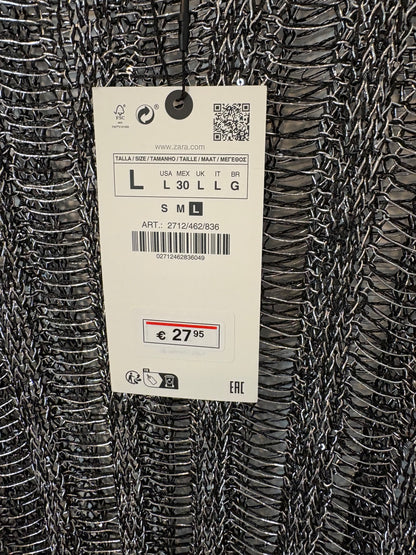 FSC
www.zara.com
TALLA / SIZE / TAMANHO / TAILLE / MAAT / ΜΕΓΕΘΟΣ
L
USA MEX UK IT BR
L 30 L L G
S M L
ART.: 2712/462/836
02712462836049
€ 27 95
EAC